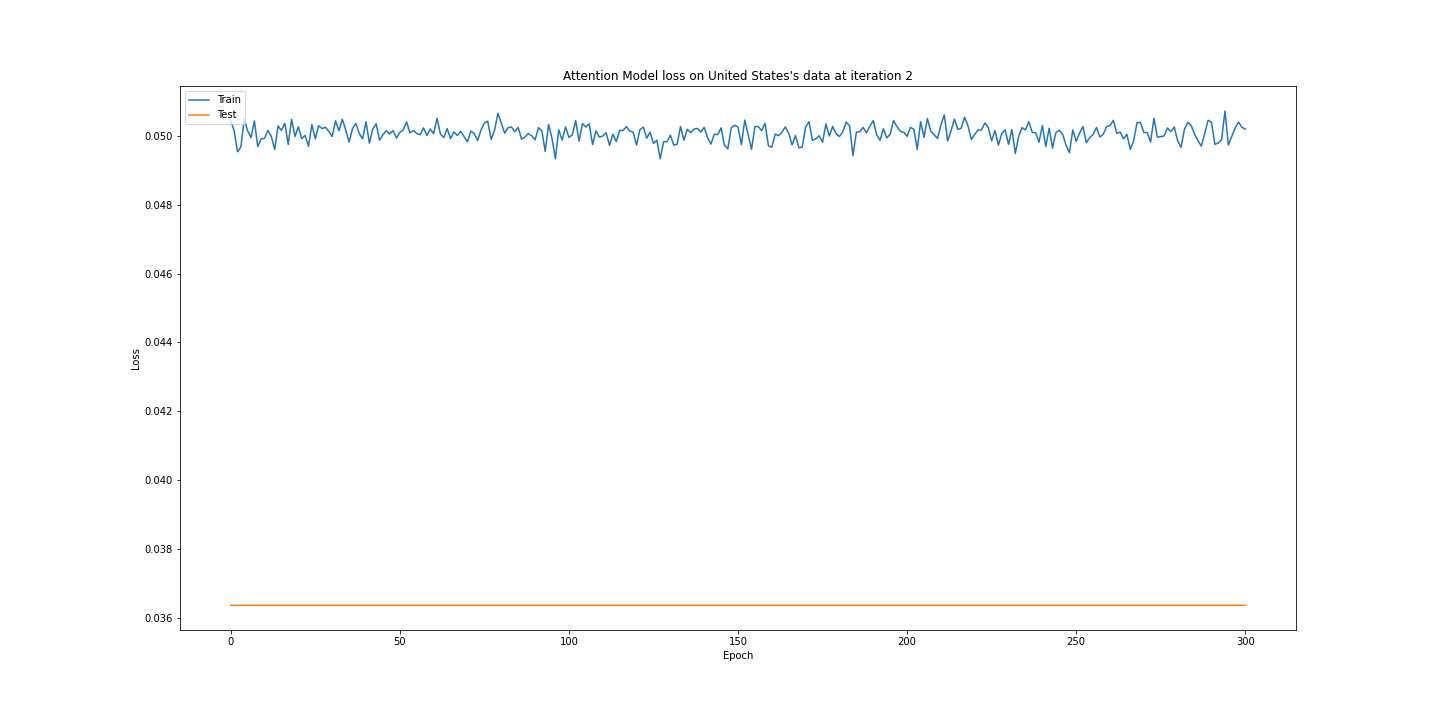 Attention Model loss on United States's data at iteration 2
Train
Test
0.050
0.048
0.046
0.044
0.042
0.040
0.038
0.036
Loss
0 50 100 150 200 250 300
Epoch